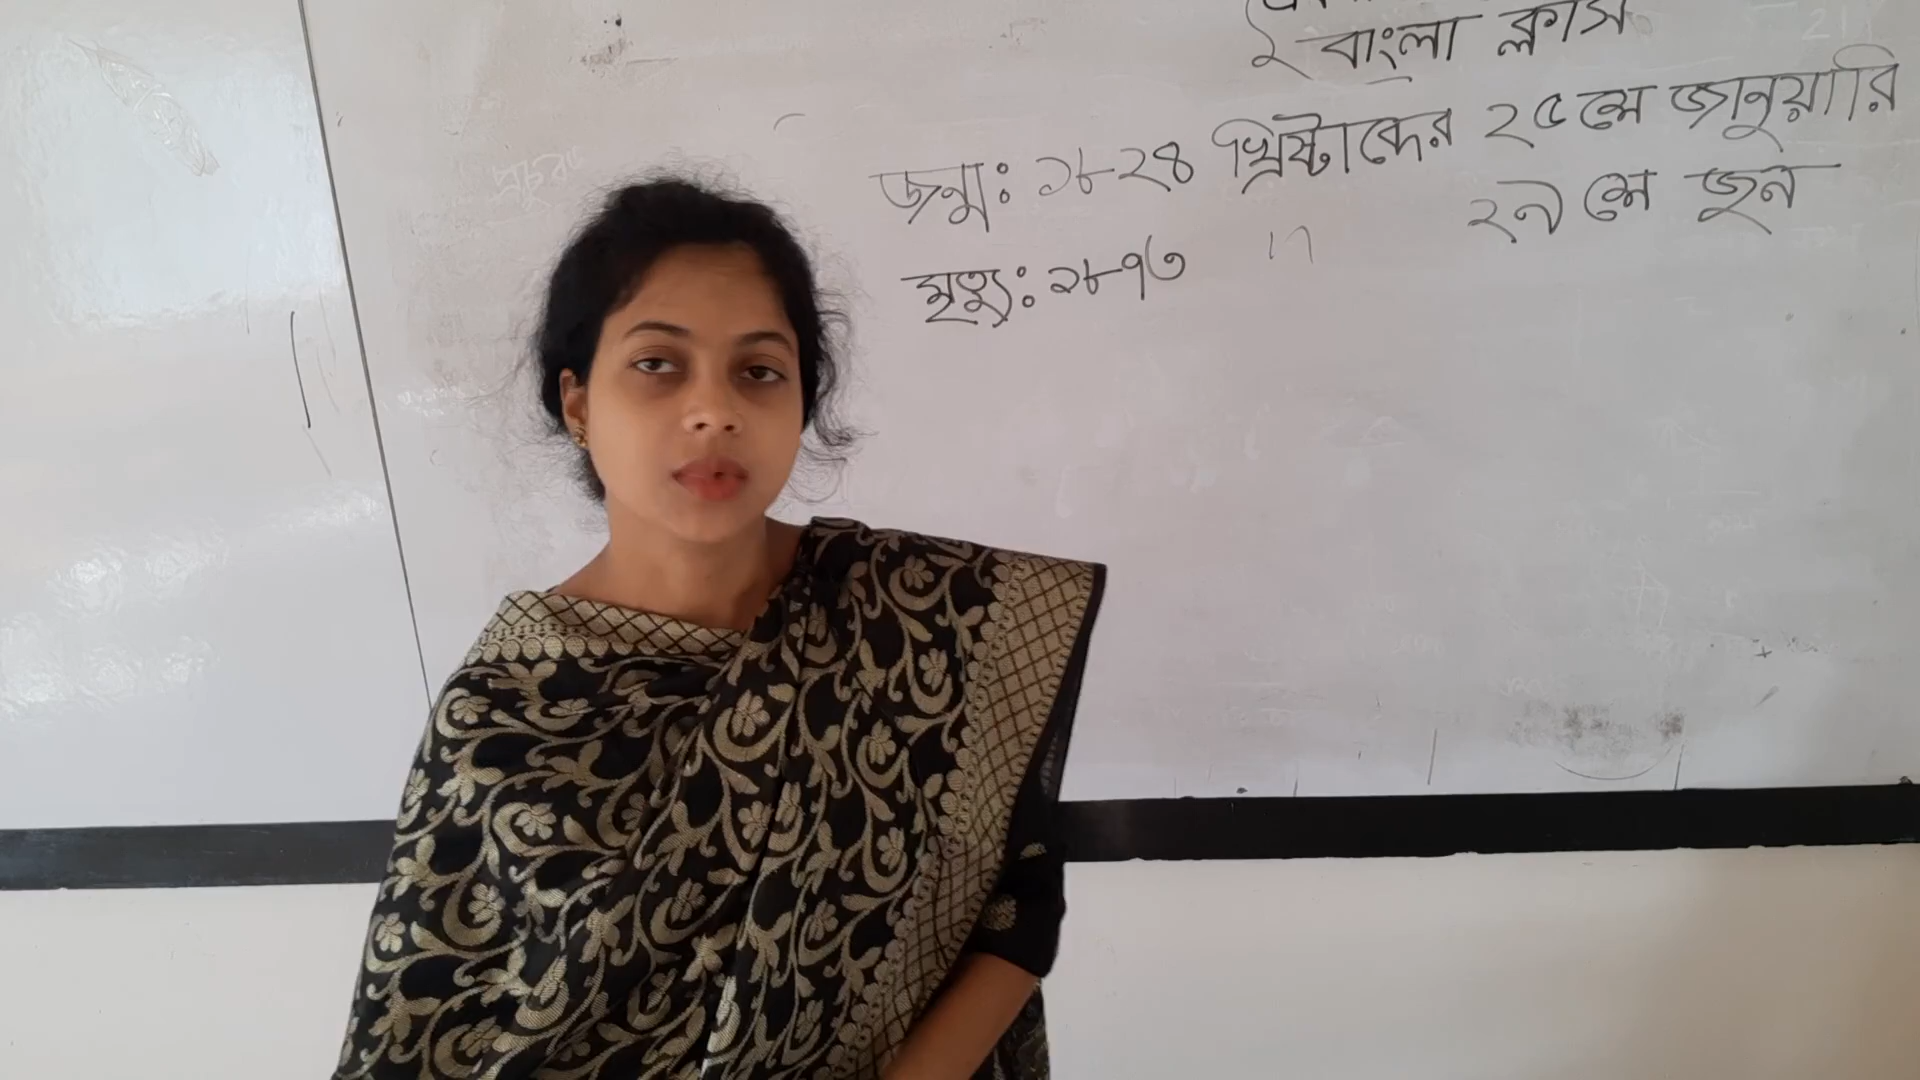 বাংলা ক্লাস
জন্ম: ১৮২৪ খ্রিষ্টাব্দের ২৫শে জানুয়ারি
মৃত্যু: ১৮৭৩ " ২৯শে জুন